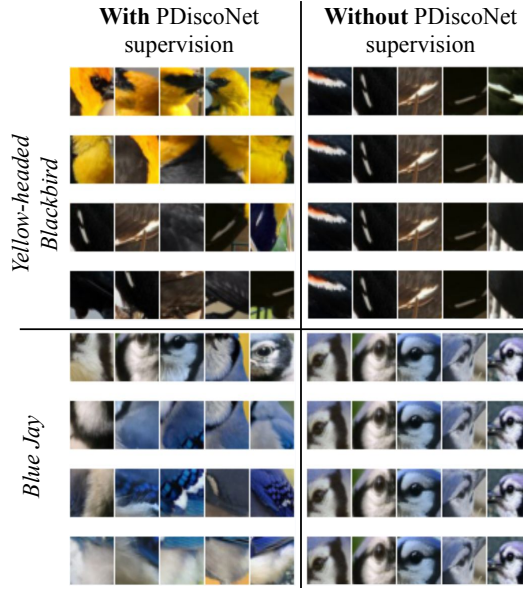 With PDiscoNet
supervision
Without PDiscoNet
supervision
Yellow-headed
Blackbird
Blue Jay